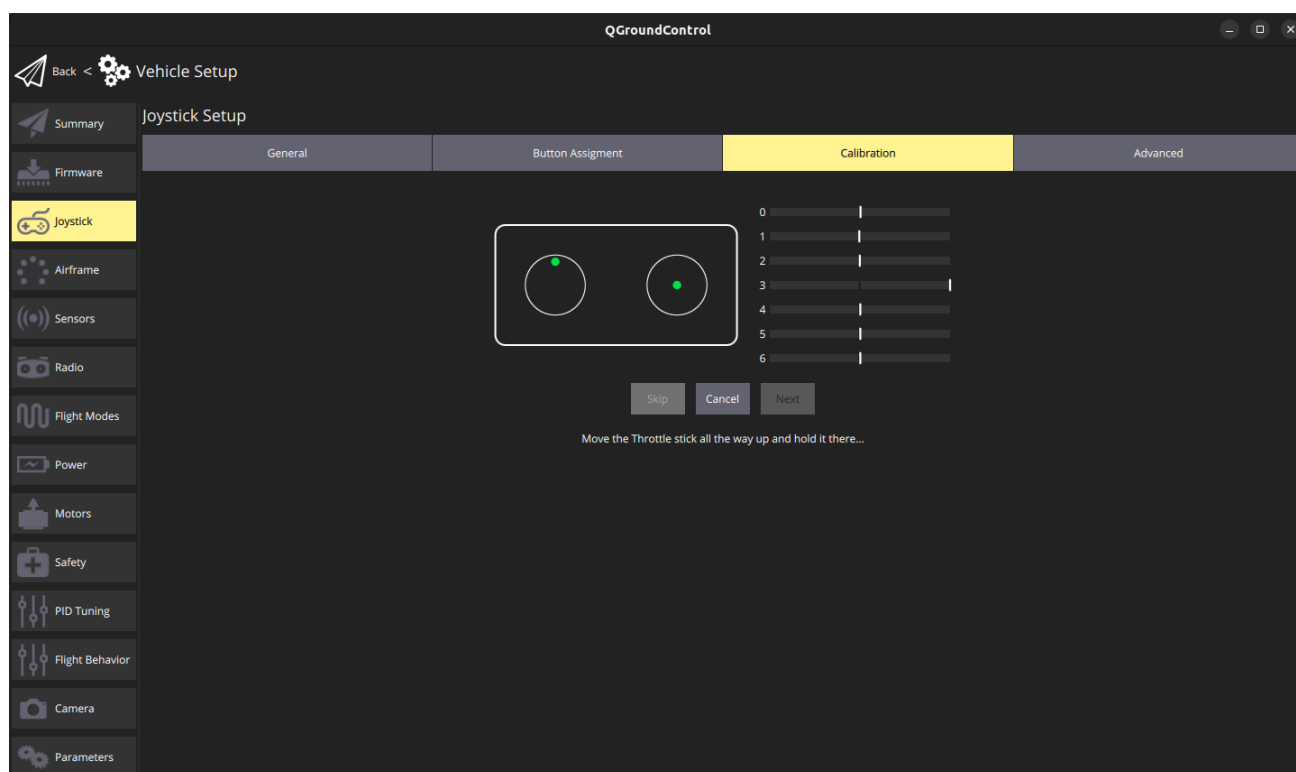 QGroundControl
Back < Vehicle Setup
Summary
Firmware
Joystick
Airframe
Sensors
Radio
Flight Modes
Power
Motors
Safety
PID Tuning
Flight Behavior
Camera
Parameters
Joystick Setup
General Button Assigment Calibration Advanced
0
1
2
3
4
5
6
Skip Cancel Next
Move the Throttle stick all the way up and hold it there...